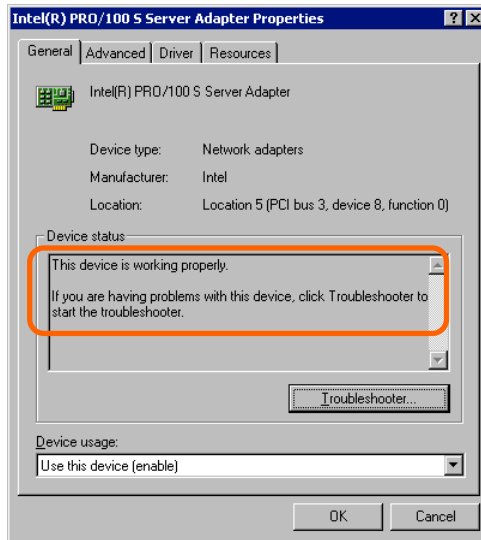 Intel(R) PRO/100 S Server Adapter Properties
General Advanced Driver Resources
Intel(R) PRO/100 S Server Adapter
Device type: Network adapters
Manufacturer: Intel
Location: Location 5 (PCI bus 3, device 8, function 0)
Device status
This device is working properly.
If you are having problems with this device, click Troubleshooter to
start the troubleshooter.
Troubleshooter...
Device usage:
Use this device (enable)
OK Cancel